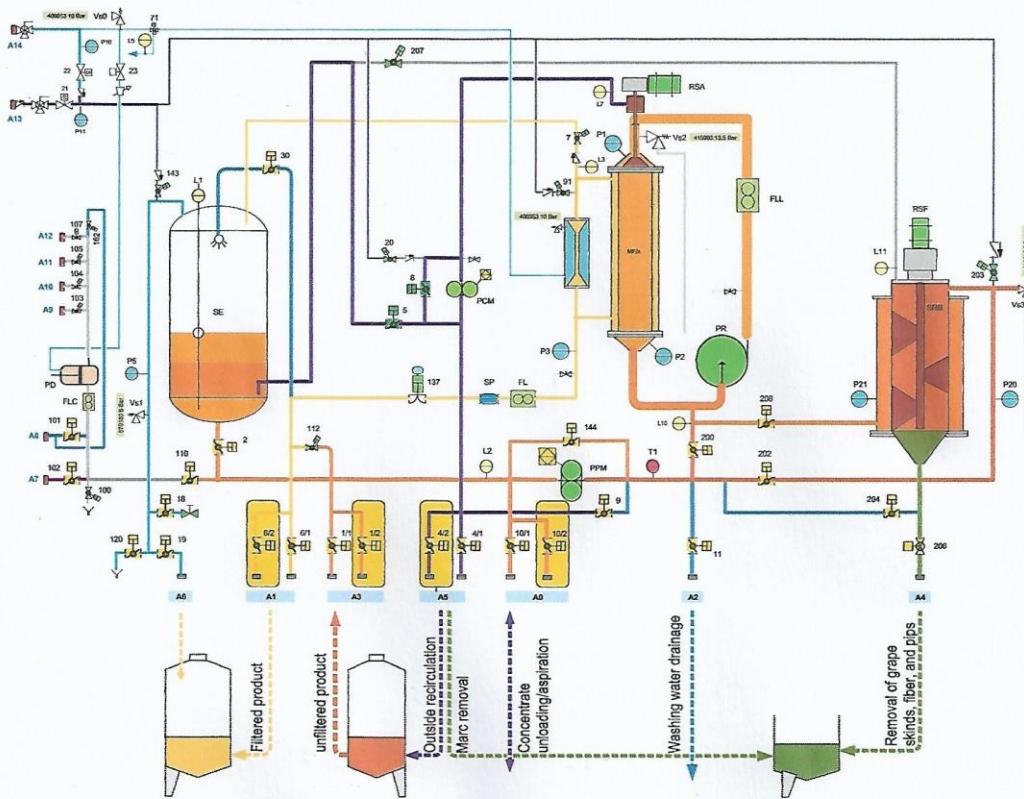 Vs0
71
A14
P10
L5
22
23
21
47
A13
P11
207
RSA
L7
7
P1
Vs2
L3
143
L1
30
91
FLL
RSF
A12
107
162
A11
105
A10
104
A9
103
20
8
PCM
5
SE
L11
203
SRS
Vs3
PD
P5
FLC
Vs1
137
SP
FL
P3
P2
PR
P21
P20
101
A8
2
112
144
L10
208
200
102
A7
110
100
L2
PPM
T1
202
18
9
204
120
19
6/2
6/1
1/1
1/2
4/2
4/1
10/1
10/2
11
206
A6
A1
A3
A5
A0
A2
A4
Filtered product
unfiltered product
Outside recirculation
Marc removal
Concentrate
unloading/aspiration
Washing water drainage
Removal of grape
skinds, fiber, and pips